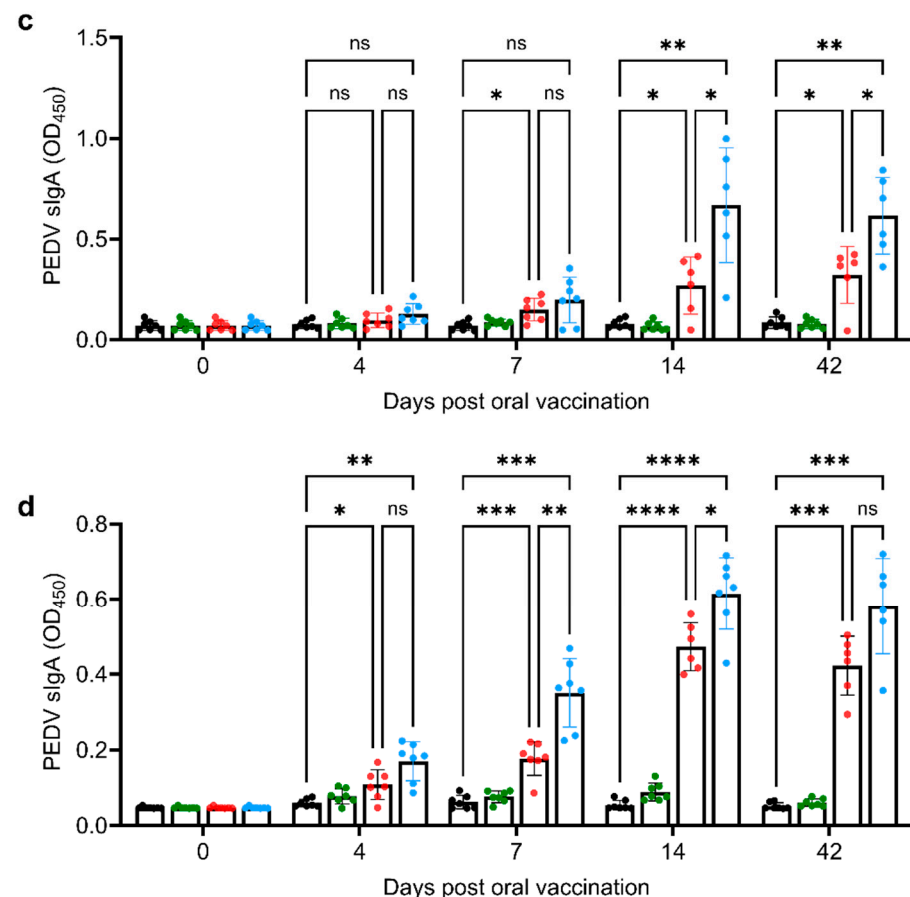 c
1.5
1.0
0.5
0.0
PEDV sIgA (OD450)
ns ns ** **
ns ns * ns * * * *
0 4 7 14 42
Days post oral vaccination
d
0.8
0.6
0.4
0.2
0.0
PEDV sIgA (OD450)
** *** **** ***
* ns *** ** **** * *** ns
0 4 7 14 42
Days post oral vaccination